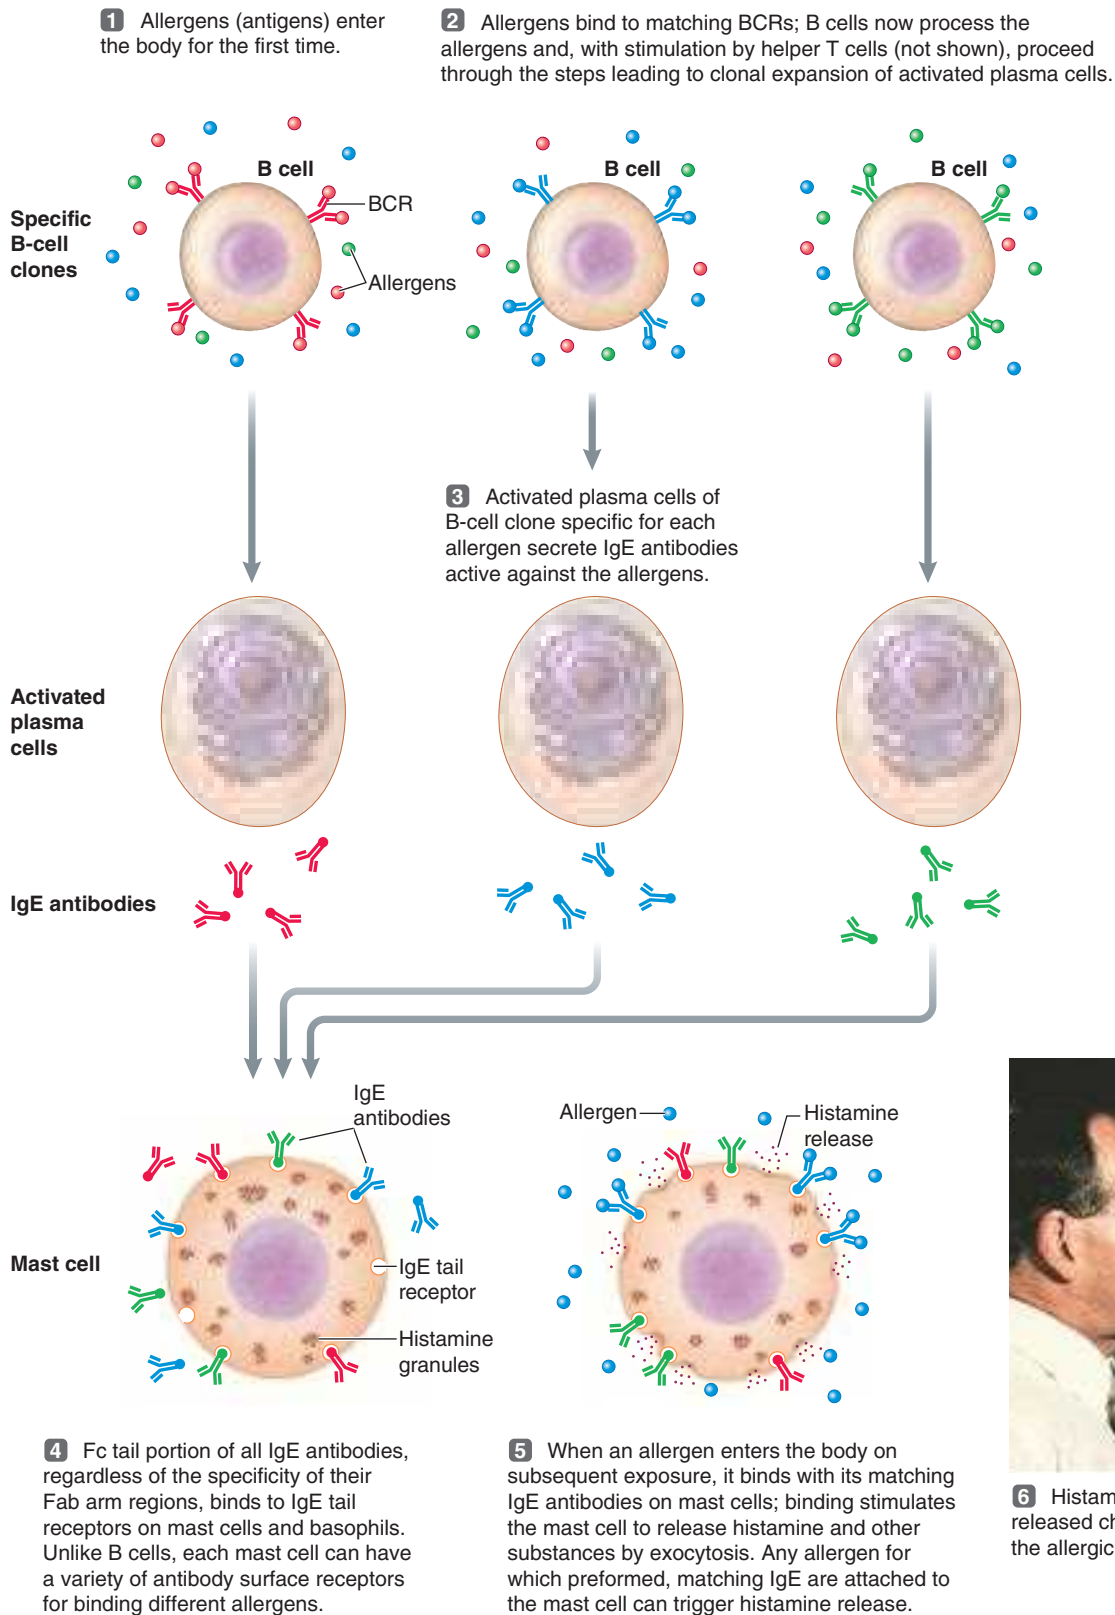 1 Allergens (antigens) enter
the body for the first time.
2 Allergens bind to matching BCRs; B cells now process the
allergens and, with stimulation by helper T cells (not shown), proceed
through the steps leading to clonal expansion of activated plasma cells.
B cell
B cell
B cell
BCR
Specific
B-cell
clones
Allergens
3 Activated plasma cells of
B-cell clone specific for each
allergen secrete IgE antibodies
active against the allergens.
Activated
plasma
cells
IgE antibodies
IgE
antibodies
Allergen
Histamine
release
Mast cell
IgE tail
receptor
Histamine
granules
4 Fc tail portion of all IgE antibodies,
regardless of the specificity of their
Fab arm regions, binds to IgE tail
receptors on mast cells and basophils.
Unlike B cells, each mast cell can have
a variety of antibody surface receptors
for binding different allergens.
5 When an allergen enters the body on
subsequent exposure, it binds with its matching
IgE antibodies on mast cells; binding stimulates
the mast cell to release histamine and other
substances by exocytosis. Any allergen for
which preformed, matching IgE are attached to
the mast cell can trigger histamine release.
6 Histam
released ch
the allergic